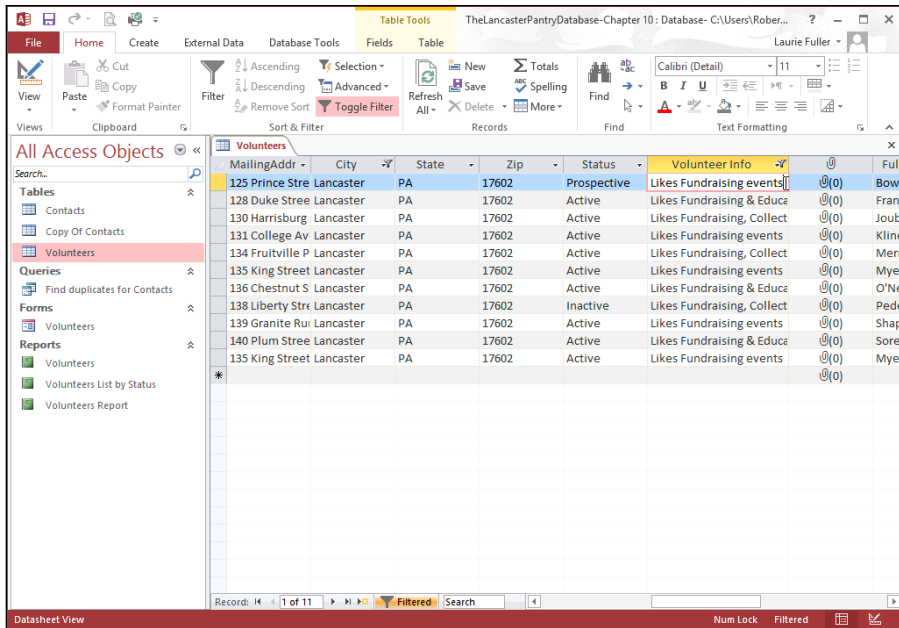 Table Tools TheLancasterPantryDatabase-Chapter 10 : Database- C:\Users\Rober... ?
File Home Create External Data Database Tools Fields Table Laurie Fuller
View Paste Cut Copy Format Painter
Filter Ascending Descending Remove Sort Selection Advanced Toggle Filter
Refresh All New Save Delete Totals Spelling More
Find
Calibri (Detail) 11
B I U A
Views Clipboard Sort & Filter Records Find Text Formatting
All Access Objects
Search...
Tables
Contacts
Copy Of Contacts
Volunteers
Queries
Find duplicates for Contacts
Forms
Volunteers
Reports
Volunteers
Volunteers List by Status
Volunteers Report
Volunteers
MailingAddr City State Zip Status Volunteer Info Ful
125 Prince Stre Lancaster PA 17602 Prospective Likes Fundraising events (0) Bow
128 Duke Stree Lancaster PA 17602 Active Likes Fundraising & Educa (0) Fran
130 Harrisburg Lancaster PA 17602 Active Likes Fundraising, Collect (0) Joub
131 College Av Lancaster PA 17602 Active Likes Fundraising events (0) Kline
134 Fruitville P Lancaster PA 17602 Active Likes Fundraising, Collect (0) Mer
135 King Street Lancaster PA 17602 Active Likes Fundraising events (0) Mye
136 Chestnut S Lancaster PA 17602 Active Likes Fundraising & Educa (0) O'Ne
138 Liberty Stre Lancaster PA 17602 Inactive Likes Fundraising, Collect (0) Pede
139 Granite Ru Lancaster PA 17602 Active Likes Fundraising events (0) Shap
140 Plum Stree Lancaster PA 17602 Active Likes Fundraising & Educa (0) Sore
135 King Street Lancaster PA 17602 Active Likes Fundraising events (0) Mye
(0)
Record: 1 of 11 Filtered Search
Datasheet View Num Lock Filtered